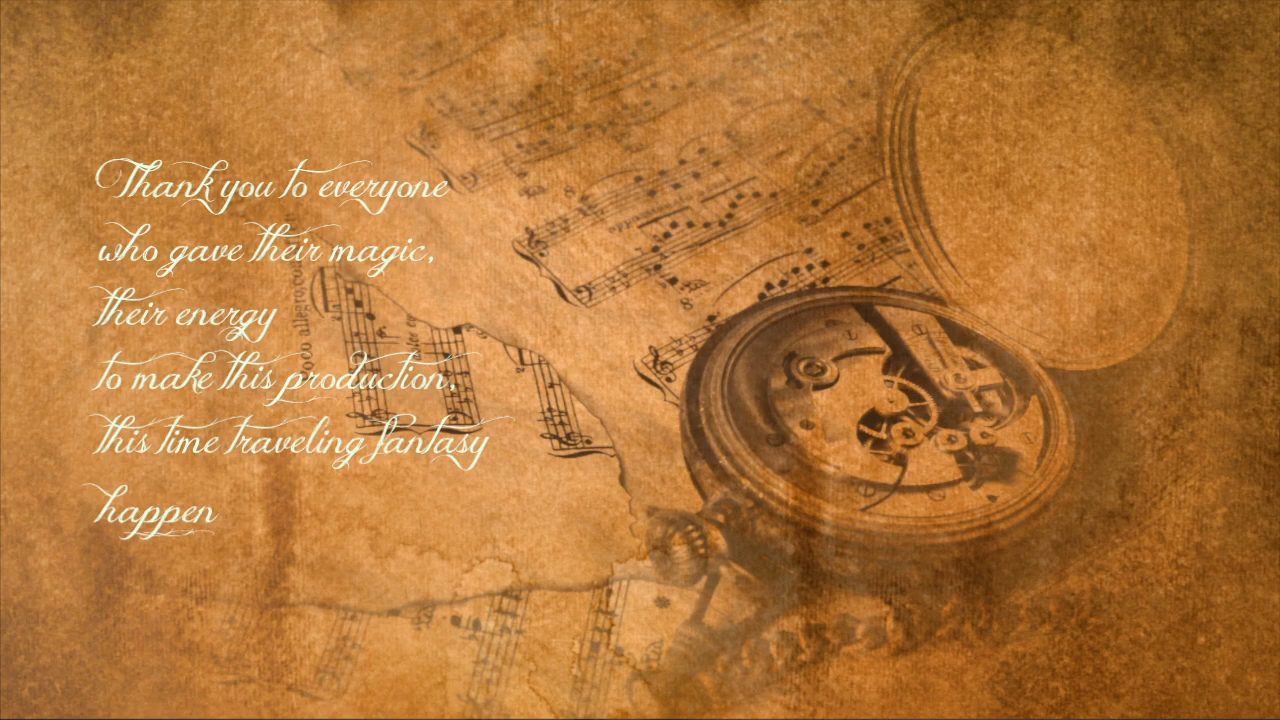 Thank you to everyone
who gave their magic,
their energy
to make this production,
this time traveling fantasy
happen